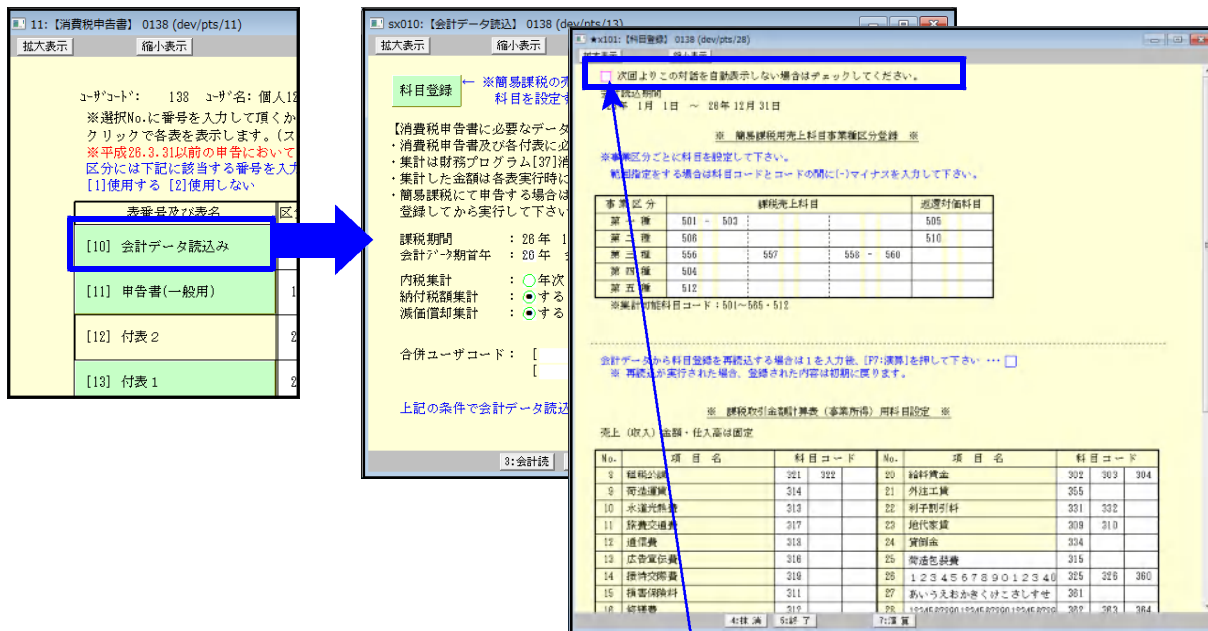 11:【消費税申告書】 0138 (dev/pts/11)
拡大表示 縮小表示
ﾕｰｻﾞｺｰﾄﾞ: 138 ﾕｰｻﾞ名: 個人12
※選択No.に番号を入力して頂くか
クリックで各表を表示します。(ス
※平成26.3.31以前の申告において
区分には下記に該当する番号を入力
[1]使用する [2]使用しない
表番号及び表名 区
[10] 会計データ読込み
[11] 申告書(一般用) 1
[12] 付表２ 2
[13] 付表１ 2
sx010:【会計データ読込】 0138 (dev/pts/13)
拡大表示 縮小表示
科目登録 ← ※簡易課税の売
科目を設定す
【消費税申告書に必要なデータ
・消費税申告書及び各付表に必
・集計は財務プログラム[37]消
・集計した金額は各表実行時に
・簡易課税にて申告する場合は
登録してから実行して下さい
課税期間 : 26年 1
会計ﾃﾞｰﾀ期首年 : 26年 会
内税集計 : 年次
納付税額集計 : する
減価償却集計 : する
合併ユーザコード: [
[
上記の条件で会計データ読込
3:会計読
★x101:【科目登録】 0138 (dev/pts/28)
拡大表示 縮小表示
次回よりこの対話を自動表示しない場合はチェックしてください。
読込期間
年 1月 1日 ～ 26年12月31日
※ 簡易課税用売上科目事業種区分登録 ※
※事業区分ごとに科目を設定して下さい。
範囲指定をする場合は科目コードとコードの間に(-)マイナスを入力して下さい。
事業区分 課税売上科目 返還対価科目
第一種 501 - 503 505
第二種 506 510
第三種 556 557 558 - 560
第四種 504
第五種 512
※集計可能科目コード:501～565・512
会計データから科目登録を再読込する場合は１を入力後、[F7:演算]を押して下さい …
※ 再読込が実行された場合、登録された内容は初期に戻ります。
※ 課税取引金額計算表（事業所得）用科目設定 ※
売上（収入）金額・仕入高は固定
No. 項目名 科目コード No. 項目名 科目コード
8 租税公課 321 322 20 給料賃金 302 303 304
9 荷造運賃 314 21 外注工賃 355
10 水道光熱費 313 22 利子割引料 331 332
11 旅費交通費 317 23 地代家賃 309 310
12 通信費 318 24 貸倒金 334
13 広告宣伝費 316 25 荷造包装費 315
14 接待交際費 319 26 １２３４５６７８９０１２３４０ 325 326 360
15 損害保険料 311 27 あいうえおかきくけこさしすせ 361
16 修繕費 312 28 362 363 364
4:抹消 5:終了 7:演算